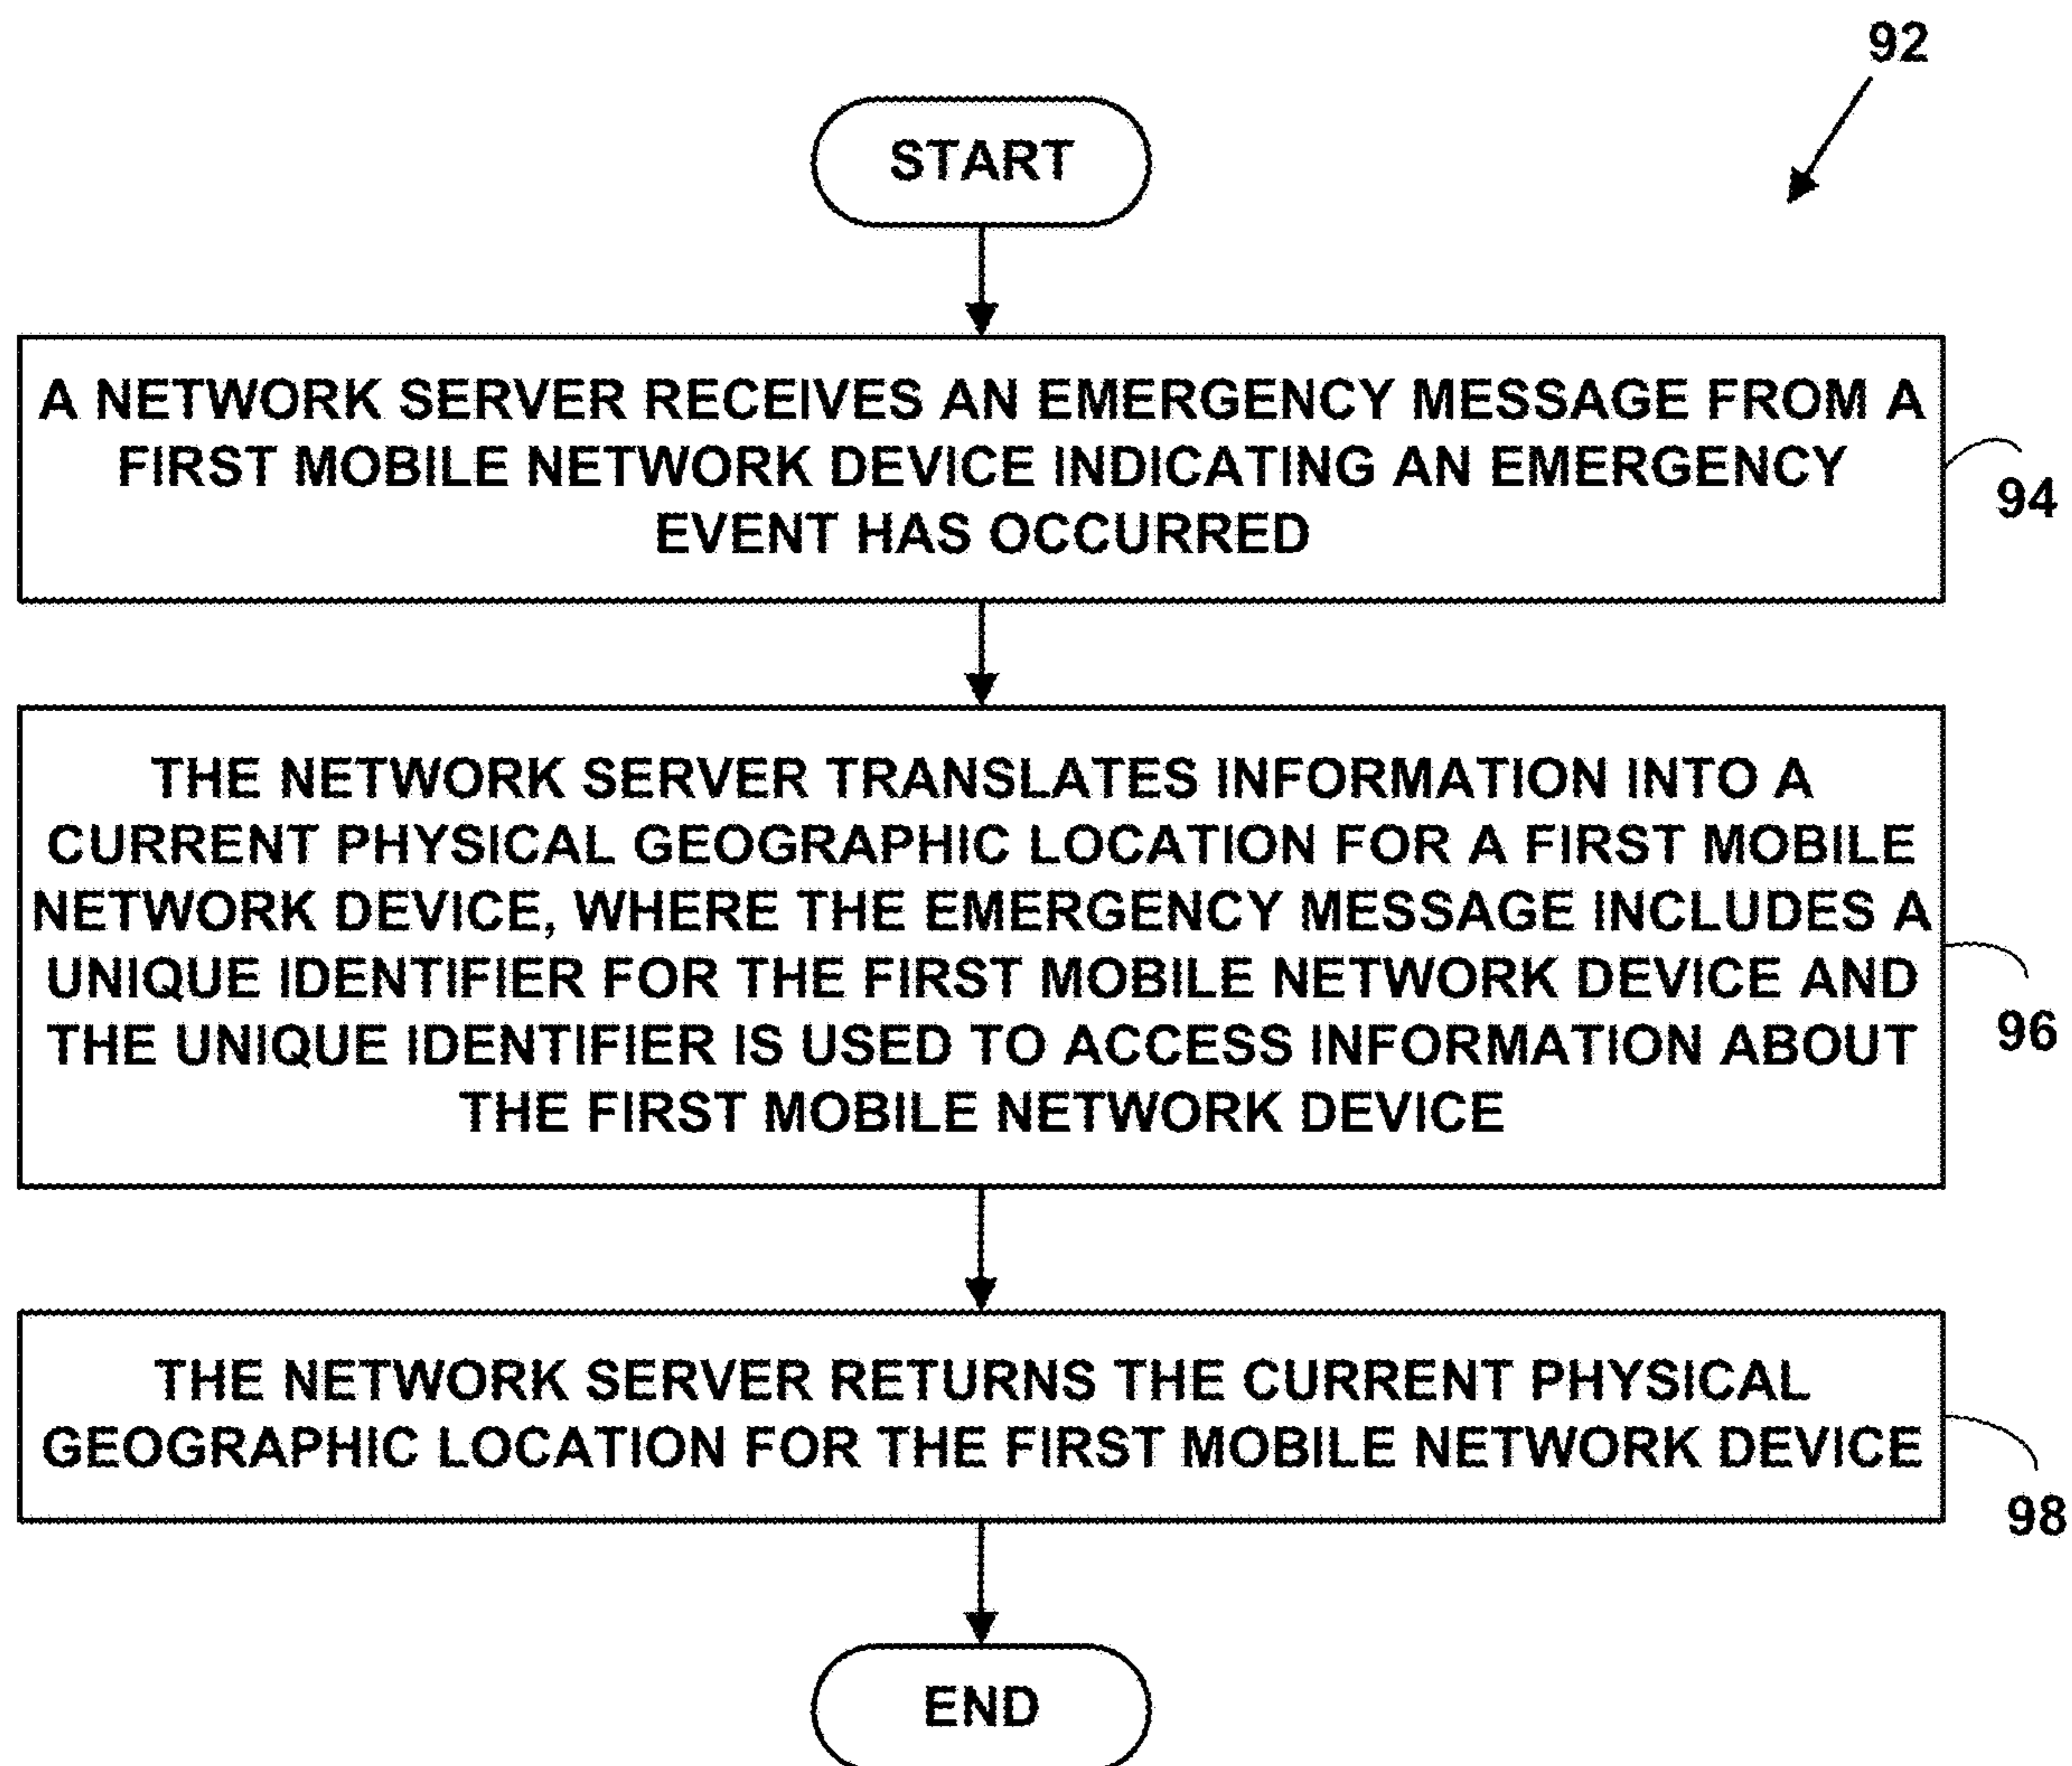 92
START
A NETWORK SERVER RECEIVES AN EMERGENCY MESSAGE FROM A
FIRST MOBILE NETWORK DEVICE INDICATING AN EMERGENCY
EVENT HAS OCCURRED
94
THE NETWORK SERVER TRANSLATES INFORMATION INTO A
CURRENT PHYSICAL GEOGRAPHIC LOCATION FOR A FIRST MOBILE
NETWORK DEVICE, WHERE THE EMERGENCY MESSAGE INCLUDES A
UNIQUE IDENTIFIER FOR THE FIRST MOBILE NETWORK DEVICE AND
THE UNIQUE IDENTIFIER IS USED TO ACCESS INFORMATION ABOUT
THE FIRST MOBILE NETWORK DEVICE
96
THE NETWORK SERVER RETURNS THE CURRENT PHYSICAL
GEOGRAPHIC LOCATION FOR THE FIRST MOBILE NETWORK DEVICE
98
END